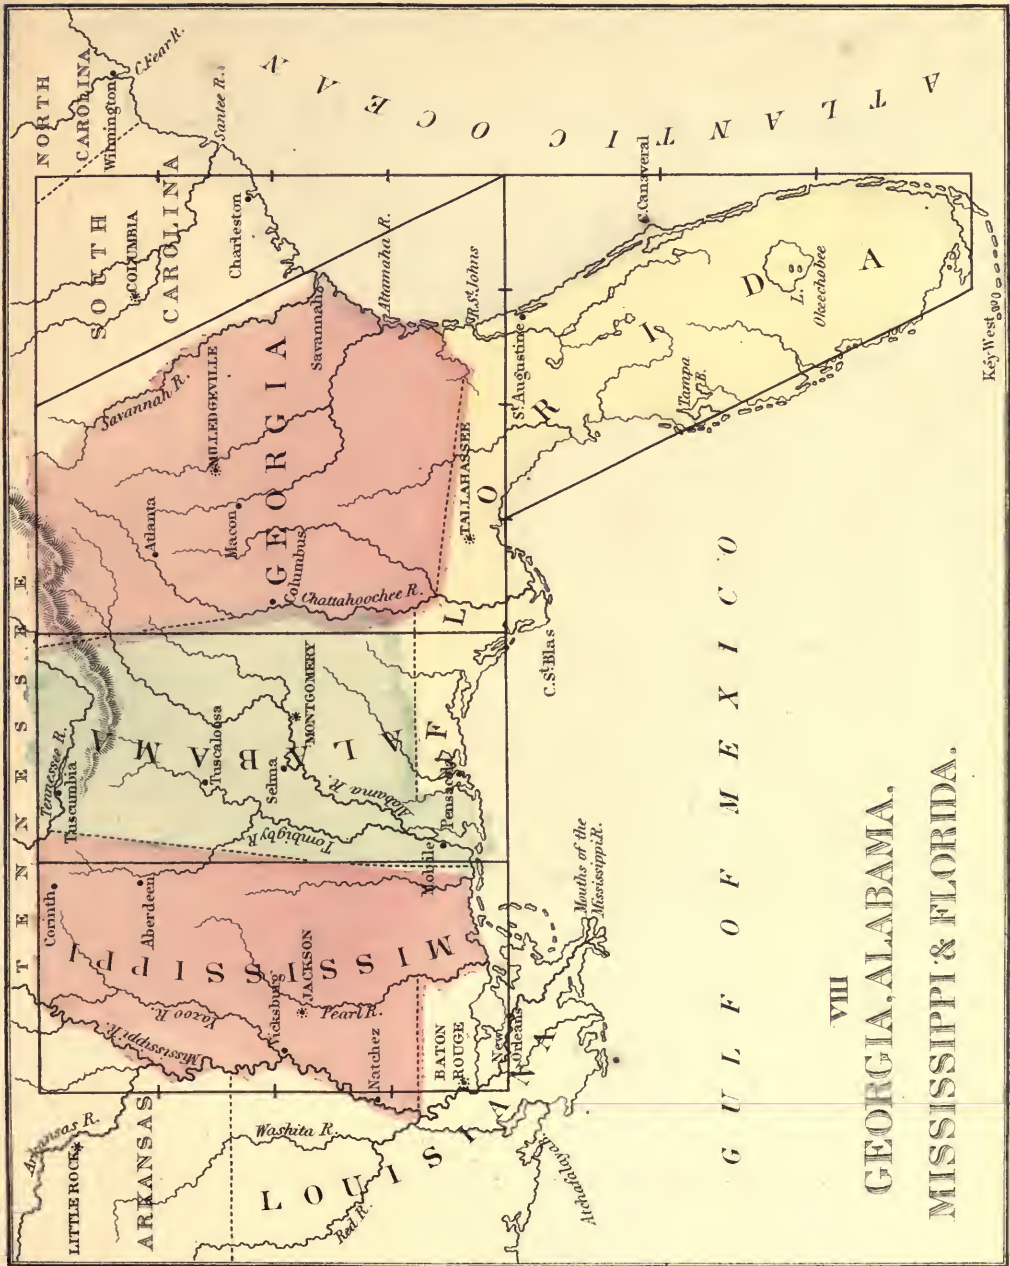 NORTH
CAROLINA
Wilmington
C.Fear R.
SOUTH
CAROLINA
COLUMBIA
Santee R.
Charleston
ATLANTIC OCEAN
TENNESSEE
Savannah R.
MILLEDGEVILLE
Atlanta
Macon
GEORGIA
Columbus
Savannah
Altamaha R.
R.St. Johns
Chattahoochee R.
Tennessee R.
Tuscumbia
ALABAMA
Tuscaloosa
Selma
MONTGOMERY
Alabama R.
Tombigby R.
Mobile
Pensacola
Corinth
Aberdeen
MISSISSIPPI
Yazoo R.
Mississippi R.
Vicksburg
JACKSON
Pearl R.
Natchez
Arkansas R.
LITTLE ROCK
ARKANSAS
Washita R.
LOUISIANA
Red R.
BATON
ROUGE
New
Orleans
Atchafalaya R.
Mouths of the
Mississippi R.
FLORIDA
TALLAHASSEE
St. Augustine
C.Canaveral
Tampa
B.
L.
Okeechobee
Key West
C.St. Blas
GULF OF MEXICO
VIII
GEORGIA, ALABAMA,
MISSISSIPPI & FLORIDA.